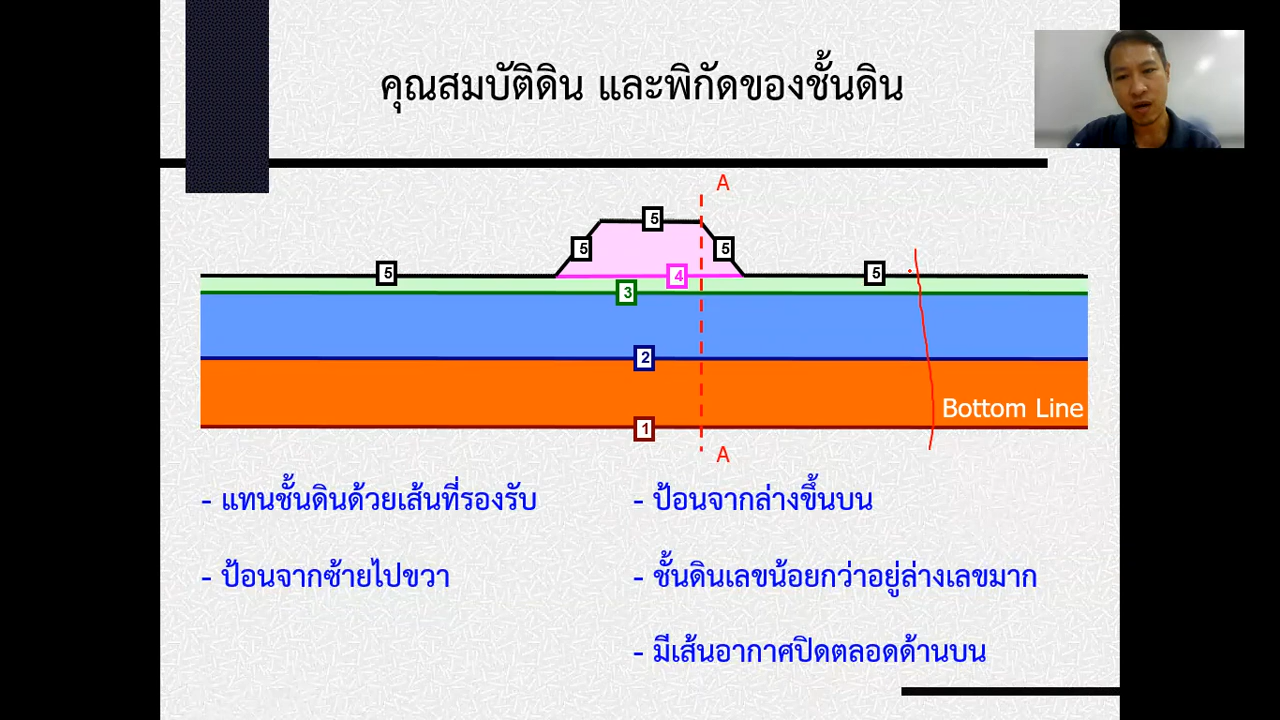 คุณสมบัติดิน และพิกัดของชั้นดิน
A
5
5
5
5
5
4
3
2
Bottom Line
1
A
- แทนชั้นดินด้วยเส้นที่รองรับ
- ป้อนจากล่างขึ้นบน
- ป้อนจากซ้ายไปขวา
- ชั้นดินเลขน้อยกว่าอยู่ล่างเลขมาก
- มีเส้นอากาศปิดตลอดด้านบน